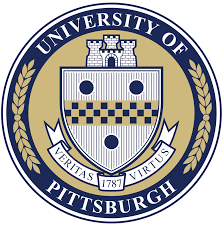 UNIVERSITY OF
VERITAS VIRTUS
1787
PITTSBURGH